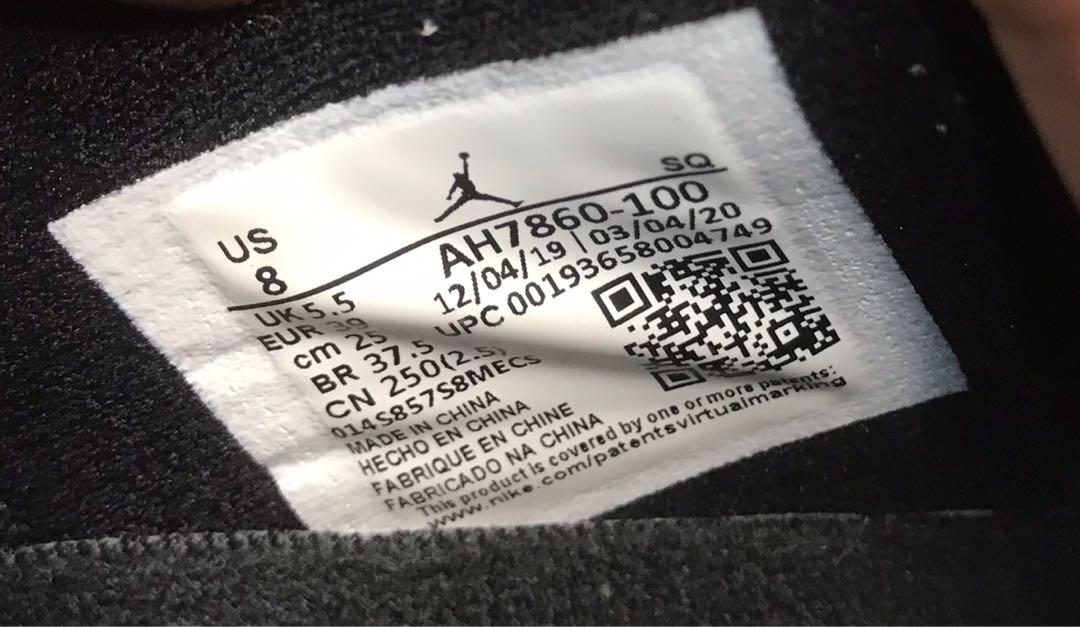 SQ
US
8
AH7860-100
12/04/19 | 03/04/20
UPC 00193658004749
UK 5.5
EUR 39
cm 25
BR 37.5
CN 250(2.5)
014S857S8MECS
MADE IN CHINA
HECHO EN CHINA
FABRIQUE EN CHINE
FABRICADO NA CHINA
This product is covered by one or more patents:
www.nike.com/patentsvirtualmarking